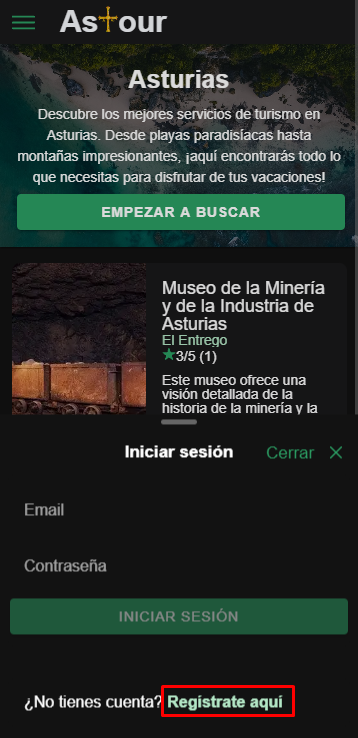 Astour
Asturias
Descubre los mejores servicios de turismo en
Asturias. Desde playas paradisíacas hasta
montañas impresionantes, ¡aquí encontrarás todo lo
que necesitas para disfrutar de tus vacaciones!
EMPEZAR A BUSCAR
Museo de la Minería
y de la Industria de
Asturias
El Entrego
3/5 (1)
Este museo ofrece una
visión detallada de la
historia de la minería y la
Iniciar sesión
Cerrar
Email
Contraseña
INICIAR SESIÓN
¿No tienes cuenta? Regístrate aquí